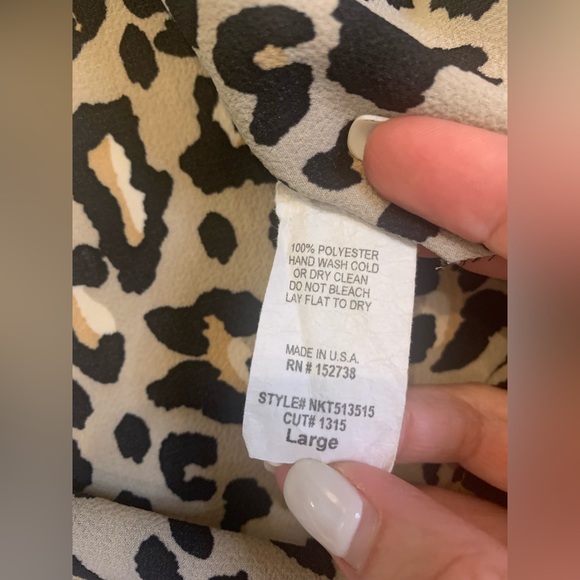 100% POLYESTER
HAND WASH COLD
OR DRY CLEAN
DO NOT BLEACH
LAY FLAT TO DRY
MADE IN U.S.A.
RN # 152738
STYLE# NKT513515
CUT# 1315
Large